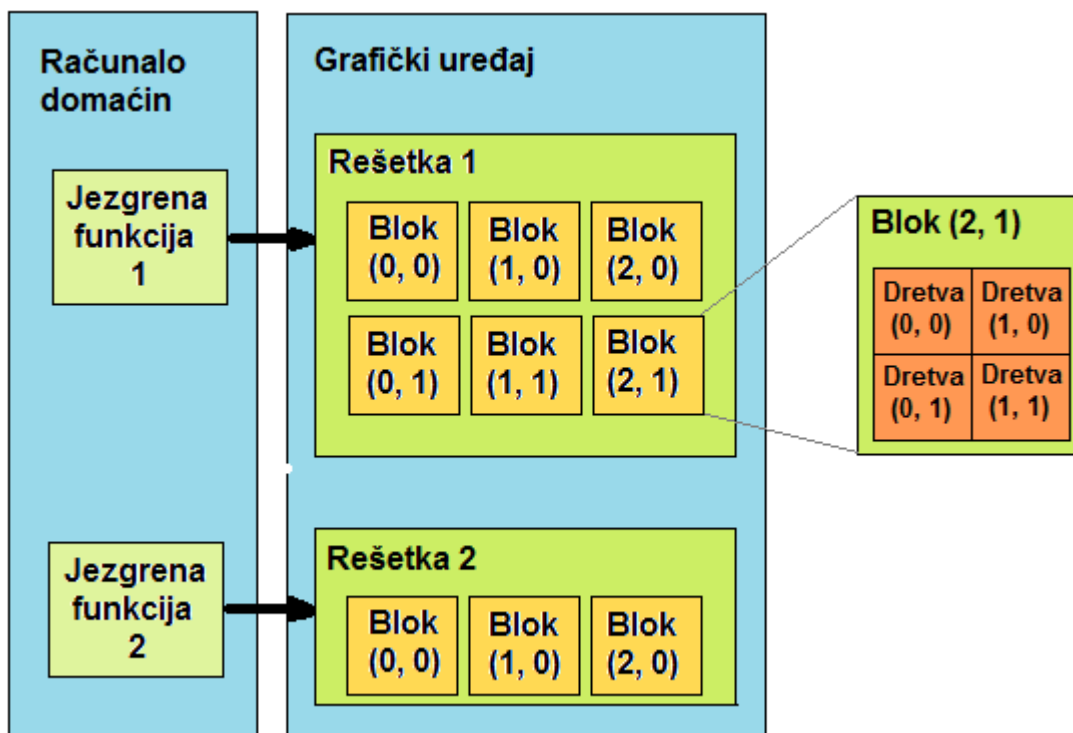 Računalo
domaćin
Jezgrena
funkcija
1
Jezgrena
funkcija
2
Grafički uređaj
Rešetka 1
Blok
(0, 0)
Blok
(1, 0)
Blok
(2, 0)
Blok
(0, 1)
Blok
(1, 1)
Blok
(2, 1)
Rešetka 2
Blok
(0, 0)
Blok
(1, 0)
Blok
(2, 0)
Blok (2, 1)
Dretva
(0, 0)
Dretva
(1, 0)
Dretva
(0, 1)
Dretva
(1, 1)